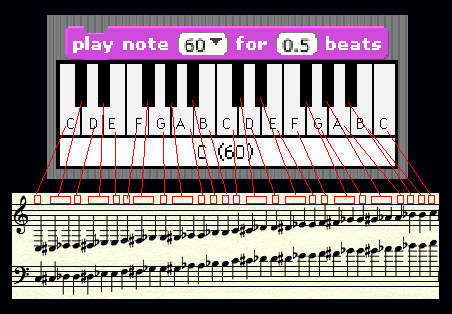 play note 60 for 0.5 beats
C D E F G A B C D E F G A B C
C (60)